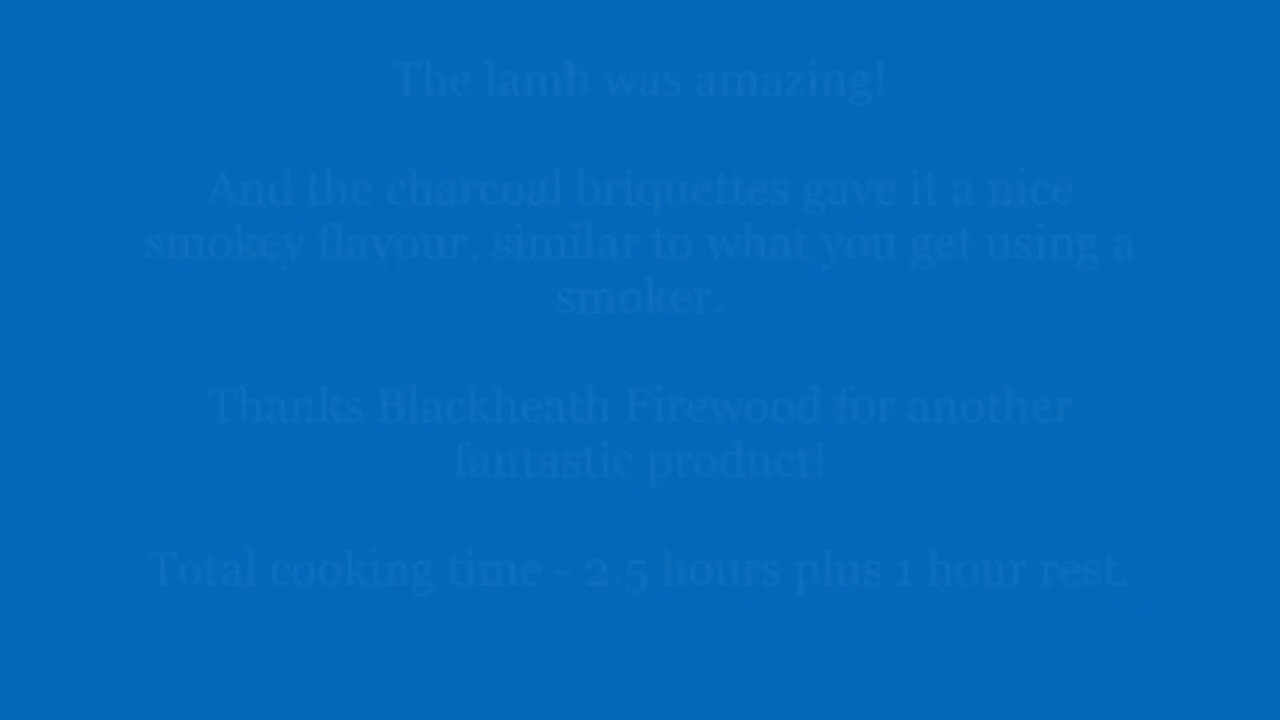 The lamb was amazing!
And the charcoal briquettes gave it a nice
smokey flavour, similar to what you get using a
smoker.
Thanks Blackheath Firewood for another
fantastic product!
Total cooking time - 2.5 hours plus 1 hour rest.